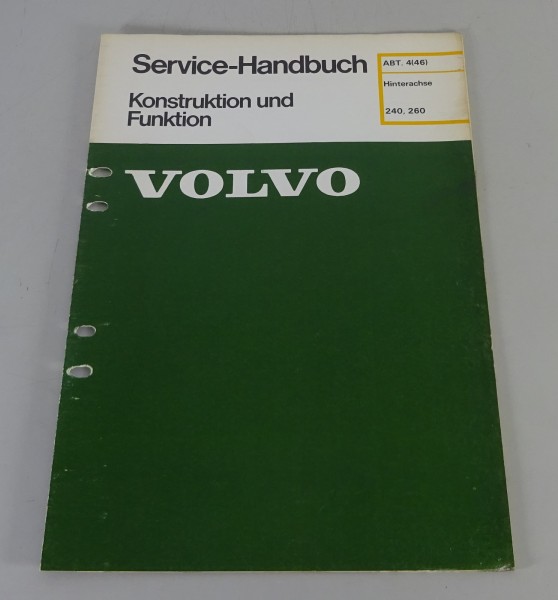 Service-Handbuch
Konstruktion und
Funktion
ABT. 4(46)
Hinterachse
240, 260
VOLVO